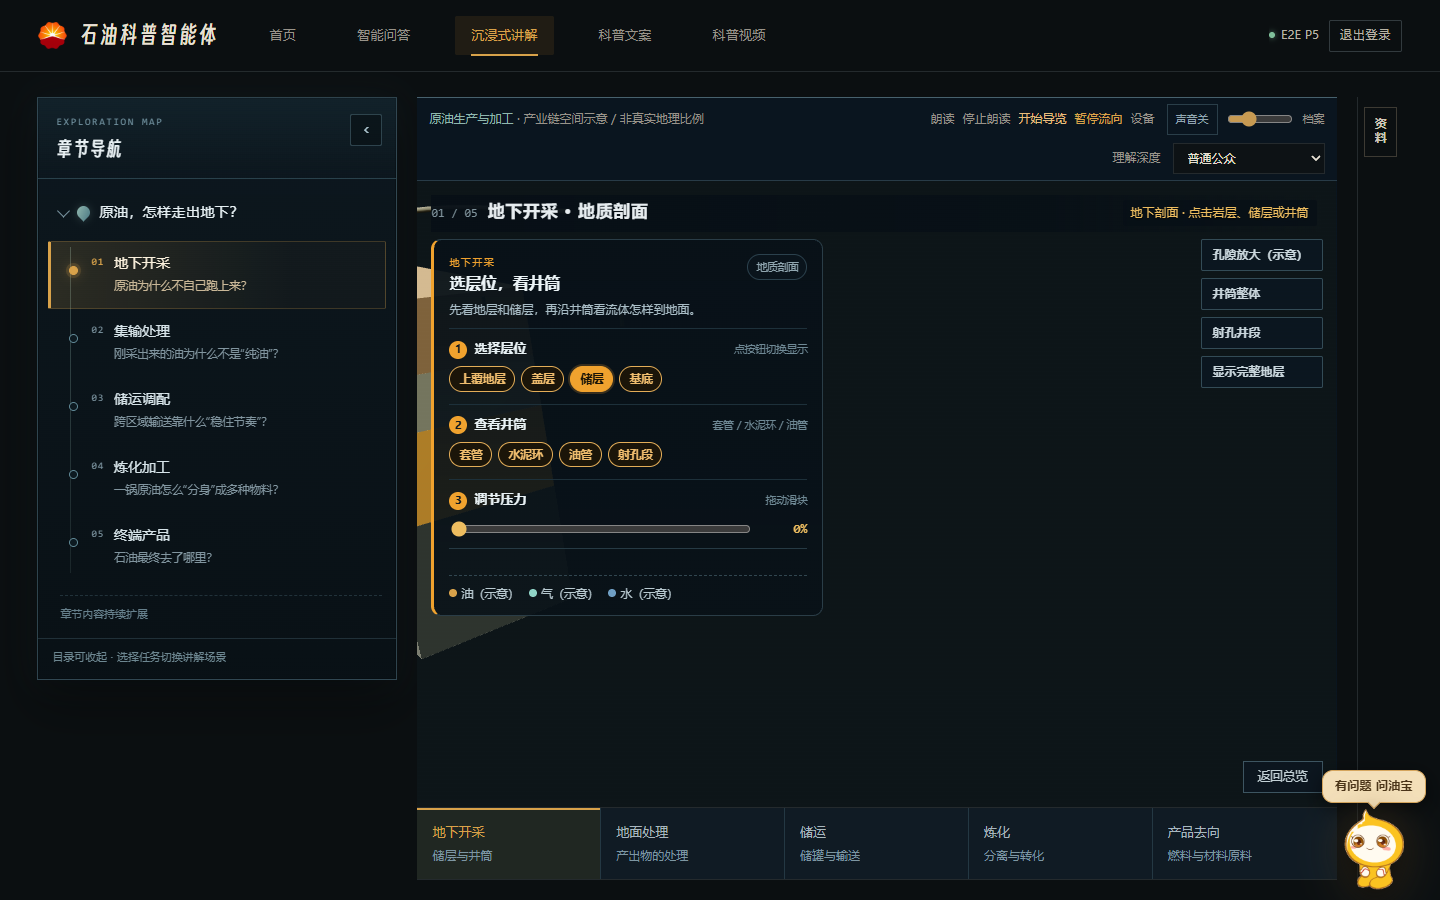 石油科普智能体
首页
智能问答
沉浸式讲解
科普文案
科普视频
E2E P5
退出登录
EXPLORATION MAP
章节导航
‹
原油，怎样走出地下？
01 地下开采
原油为什么不自己跑上来？
02 集输处理
刚采出来的油为什么不是“纯油”？
03 储运调配
跨区域输送靠什么“稳住节奏”？
04 炼化加工
一锅原油怎么“分身”成多种物料？
05 终端产品
石油最终去了哪里？
章节内容持续扩展
目录可收起 · 选择任务切换讲解场景
原油生产与加工 · 产业链空间示意 / 非真实地理比例
朗读 停止朗读 开始导览 暂停流向 设备 声音关 档案
理解深度 普通公众
01 / 05 地下开采 • 地质剖面
地下剖面 · 点击岩层、储层或井筒
地下开采
地质剖面
选层位，看井筒
先看地层和储层，再沿井筒看流体怎样到地面。
1 选择层位 点按钮切换显示
上覆地层 盖层 储层 基底
2 查看井筒 套管 / 水泥环 / 油管
套管 水泥环 油管 射孔段
3 调节压力 拖动滑块
0%
油（示意） 气（示意） 水（示意）
孔隙放大（示意）
井筒整体
射孔井段
显示完整地层
返回总览
地下开采
储层与井筒
地面处理
产出物的处理
储运
储罐与输送
炼化
分离与转化
产品去向
燃料与材料原料
资料
有问题 问油宝